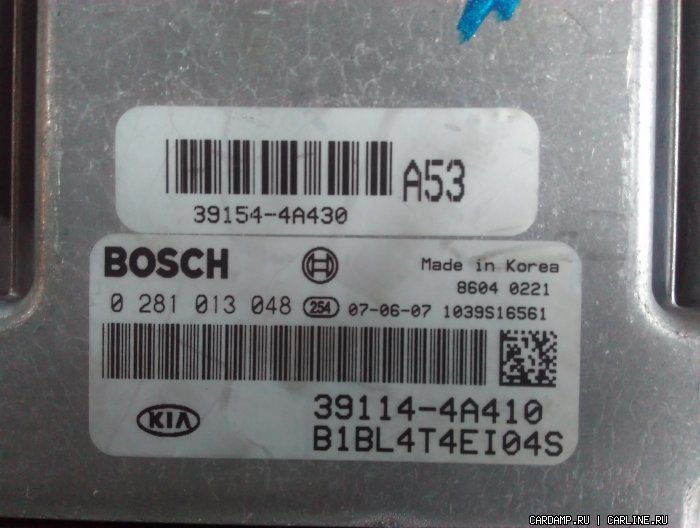 A53
39154-4A430
BOSCH
Made in Korea
8604 0221
0 281 013 048 254 07-06-07 1039S16561
KIA
39114-4A410
B1BL4T4EI04S
CARDAMP.RU | CARLINE.RU